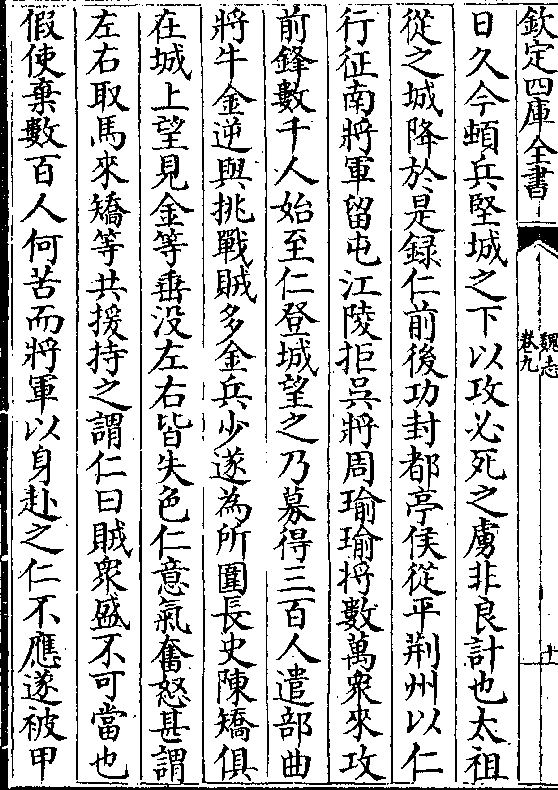 欽定四庫全書
魏志
卷九
十
日久今頓兵堅城之下以攻必死之虜非良計也太祖
從之城降於是録仁前後功封都亭侯從平荆州以仁
行征南將軍留屯江陵拒吳將周瑜瑜將數萬衆來攻
前鋒數千人始至仁登城望之乃募得三百人遣部曲
將牛金逆與挑戰賊多金兵少遂為所圍長史陳矯俱
在城上望見金等垂没左右皆失色仁意氣奮怒甚謂
左右取馬來矯等共援持之謂仁曰賊衆盛不可當也
假使棄數百人何苦而將軍以身赴之仁不應遂被甲